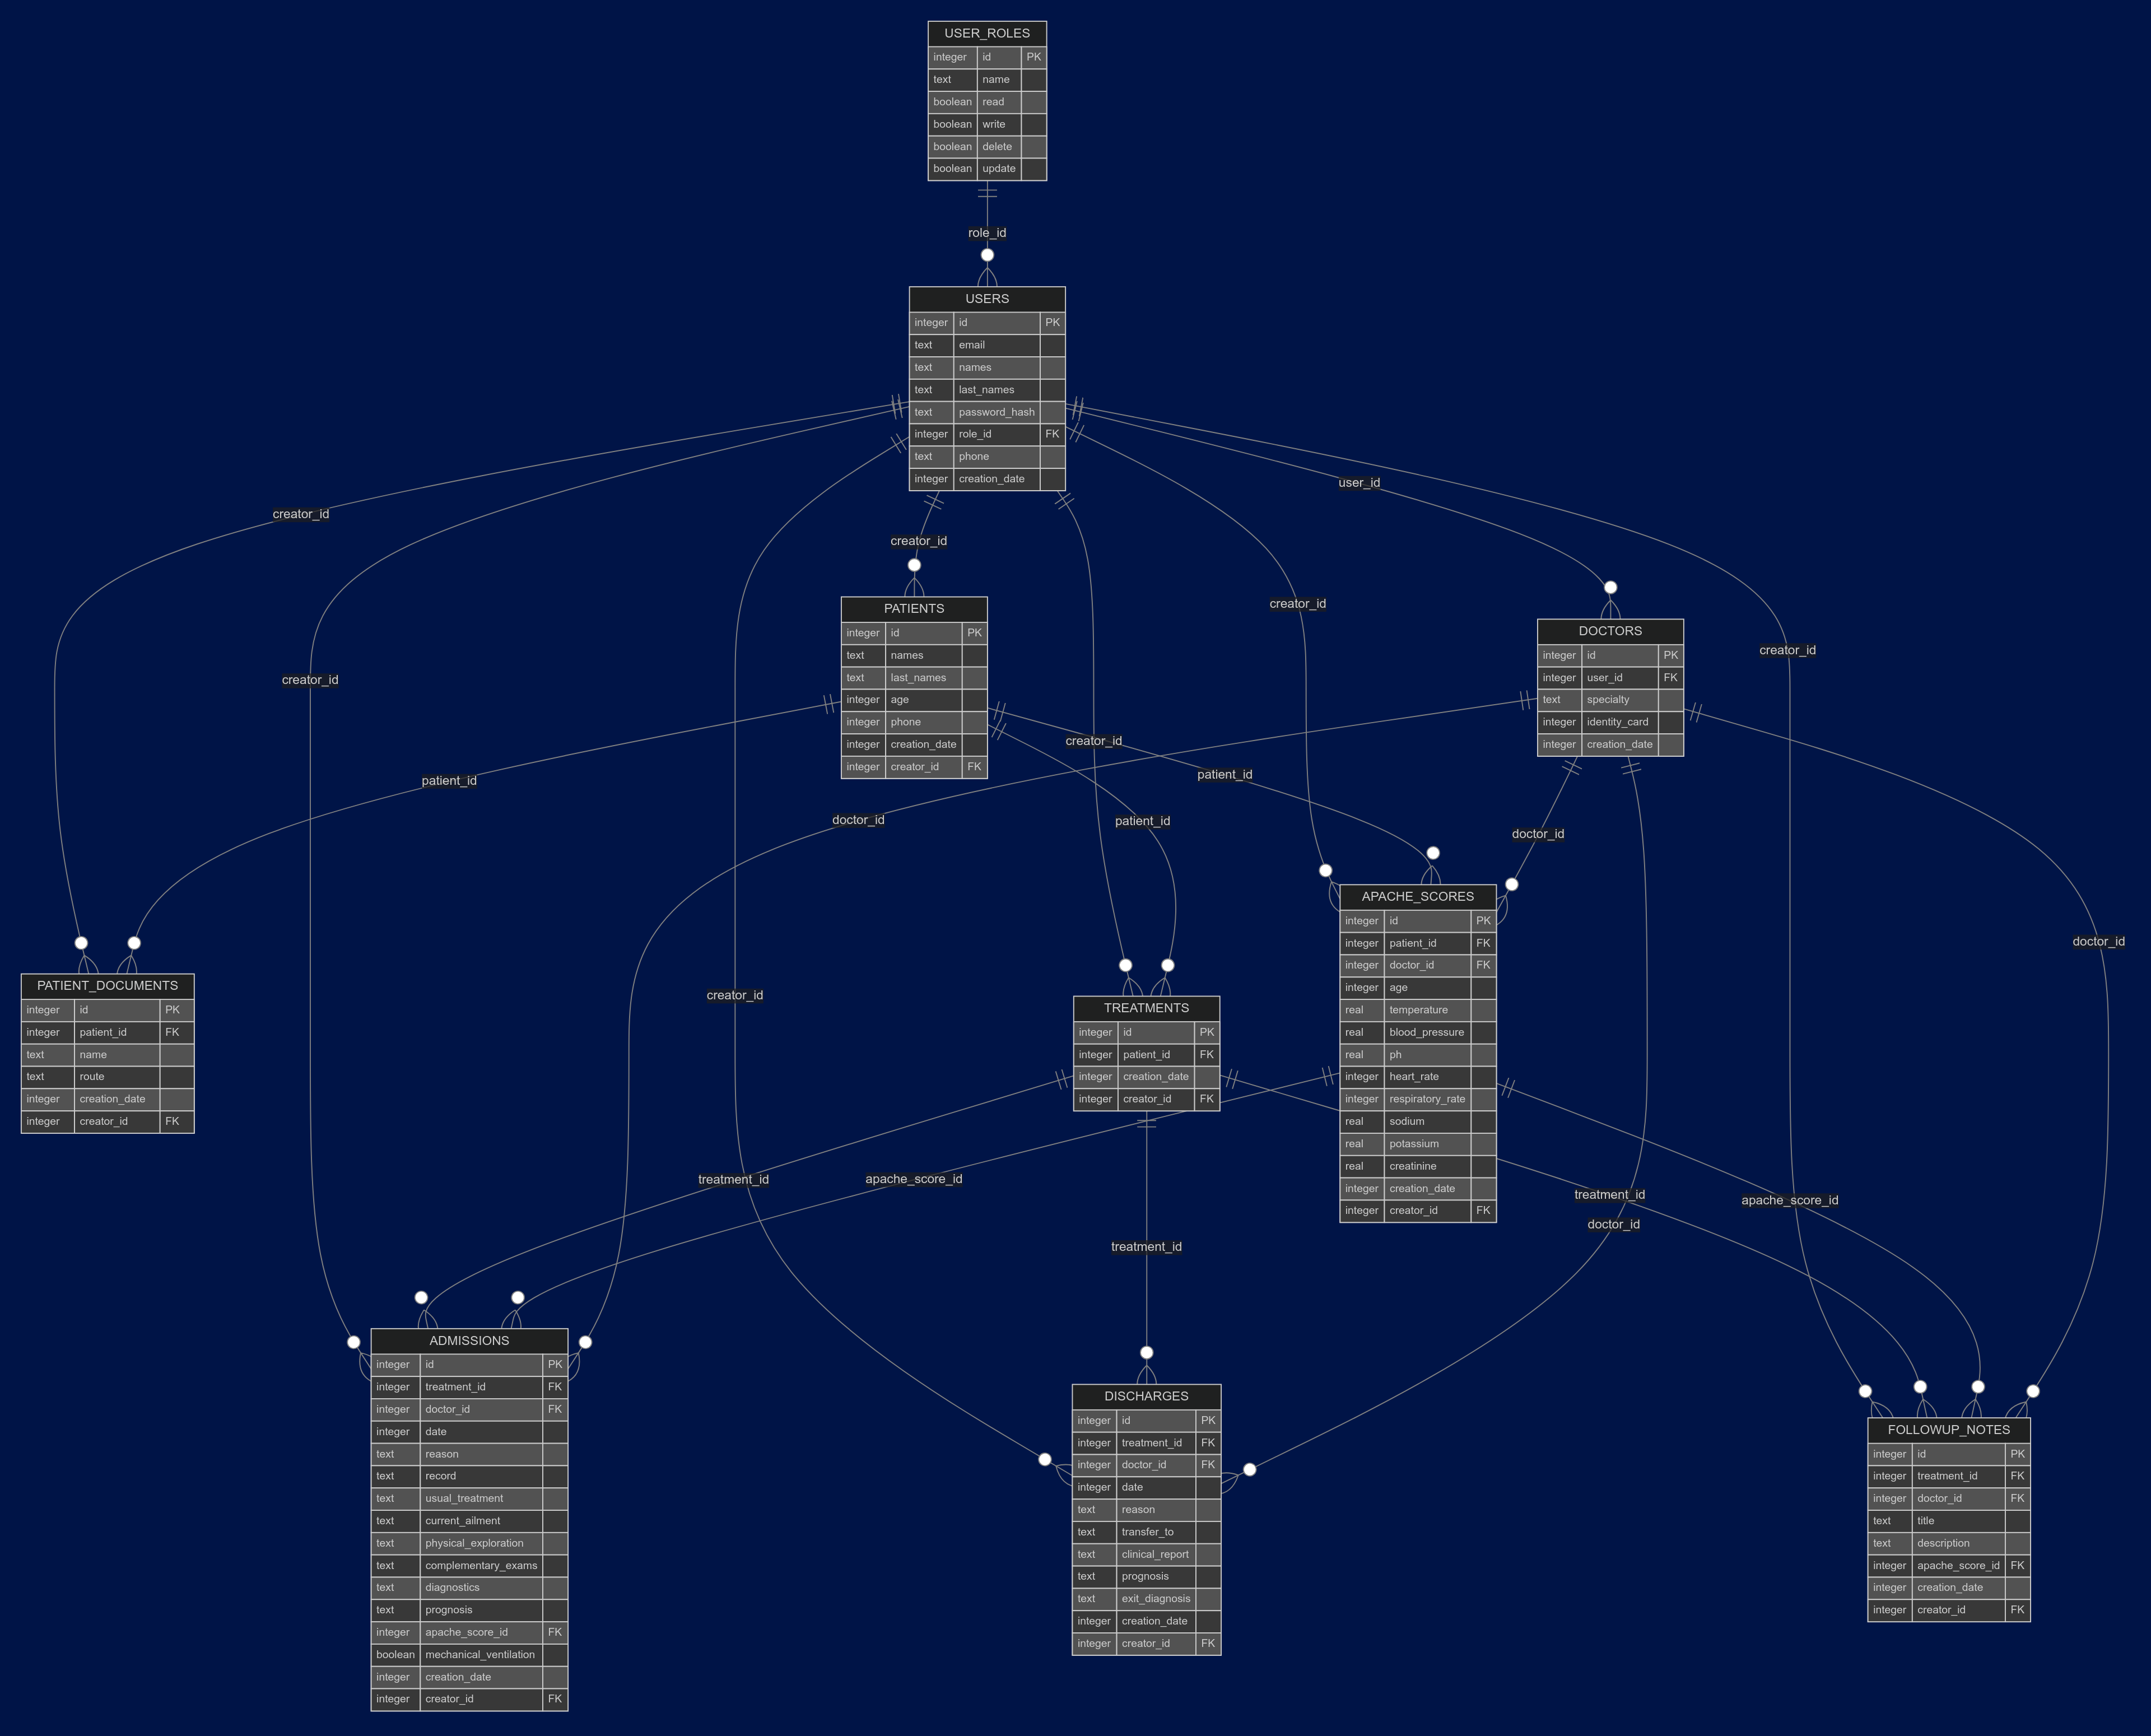 USER_ROLES
integer id PK
text name
boolean read
boolean write
boolean delete
boolean update
role_id
USERS
integer id PK
text email
text names
text last_names
text password_hash
integer role_id FK
text phone
integer creation_date
user_id
creator_id
creator_id
PATIENTS
integer id PK
text names
text last_names
integer age
integer phone
integer creation_date
integer creator_id FK
creator_id
DOCTORS
integer id PK
integer user_id FK
text specialty
integer identity_card
integer creation_date
creator_id
creator_id
creator_id
patient_id
patient_id
doctor_id
patient_id
doctor_id
APACHE_SCORES
integer id PK
integer patient_id FK
integer doctor_id FK
integer age
real temperature
real blood_pressure
real ph
integer heart_rate
integer respiratory_rate
real sodium
real potassium
real creatinine
integer creation_date
integer creator_id FK
doctor_id
PATIENT_DOCUMENTS
integer id PK
integer patient_id FK
text name
text route
integer creation_date
integer creator_id FK
creator_id
TREATMENTS
integer id PK
integer patient_id FK
integer creation_date
integer creator_id FK
treatment_id
apache_score_id
treatment_id
apache_score_id
doctor_id
treatment_id
ADMISSIONS
integer id PK
integer treatment_id FK
integer doctor_id FK
integer date
text reason
text record
text usual_treatment
text current_ailment
text physical_exploration
text complementary_exams
text diagnostics
text prognosis
integer apache_score_id FK
boolean mechanical_ventilation
integer creation_date
integer creator_id FK
DISCHARGES
integer id PK
integer treatment_id FK
integer doctor_id FK
integer date
text reason
text transfer_to
text clinical_report
text prognosis
text exit_diagnosis
integer creation_date
integer creator_id FK
FOLLOWUP_NOTES
integer id PK
integer treatment_id FK
integer doctor_id FK
text title
text description
integer apache_score_id FK
integer creation_date
integer creator_id FK